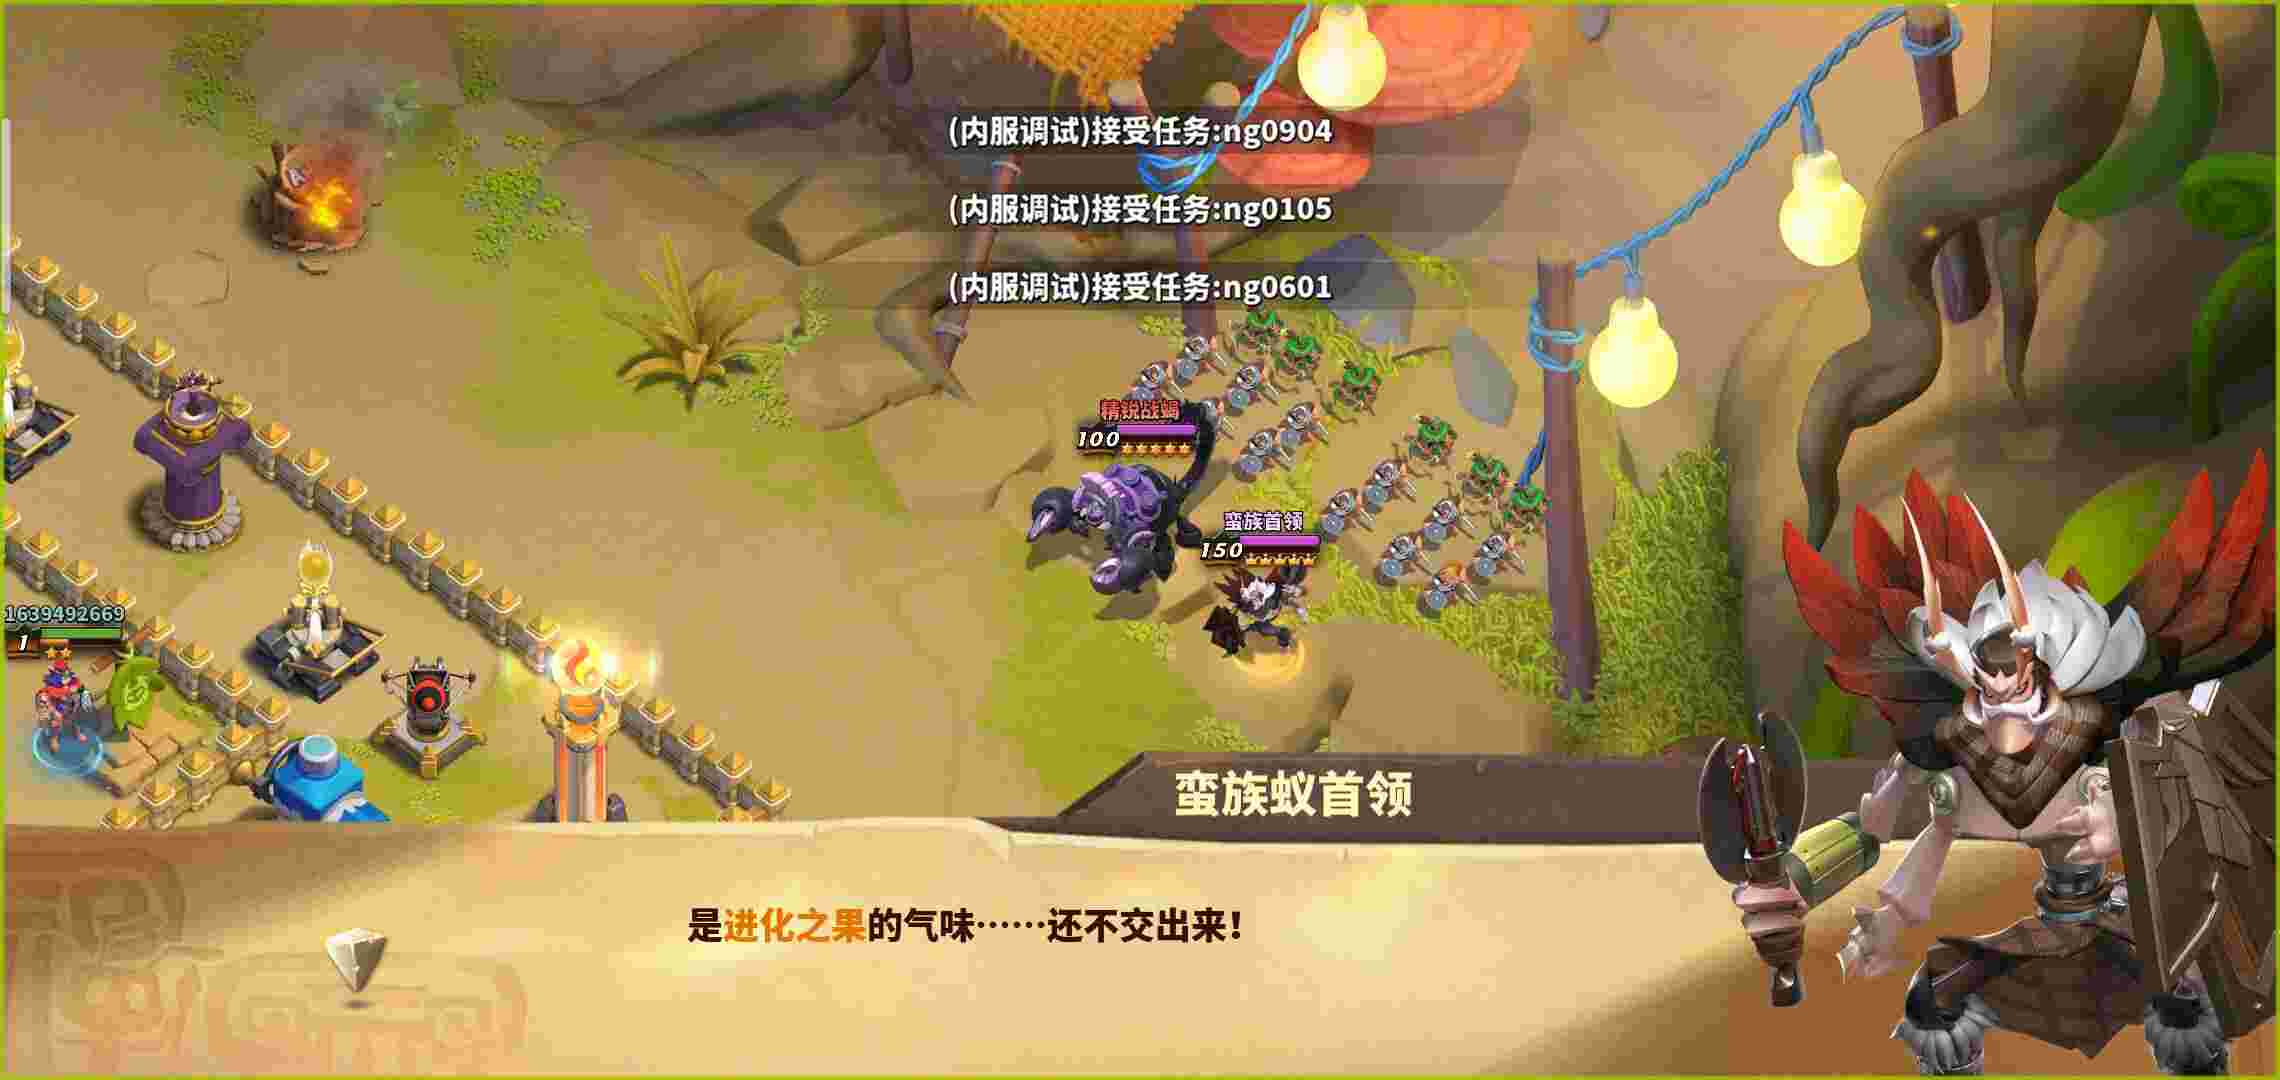 (内服调试)接受任务:ng0904
(内服调试)接受任务:ng0105
(内服调试)接受任务:ng0601
精锐战蝎
100
蛮族首领
150
1639492669
1
蛮族蚁首领
是进化之果的气味……还不交出来!